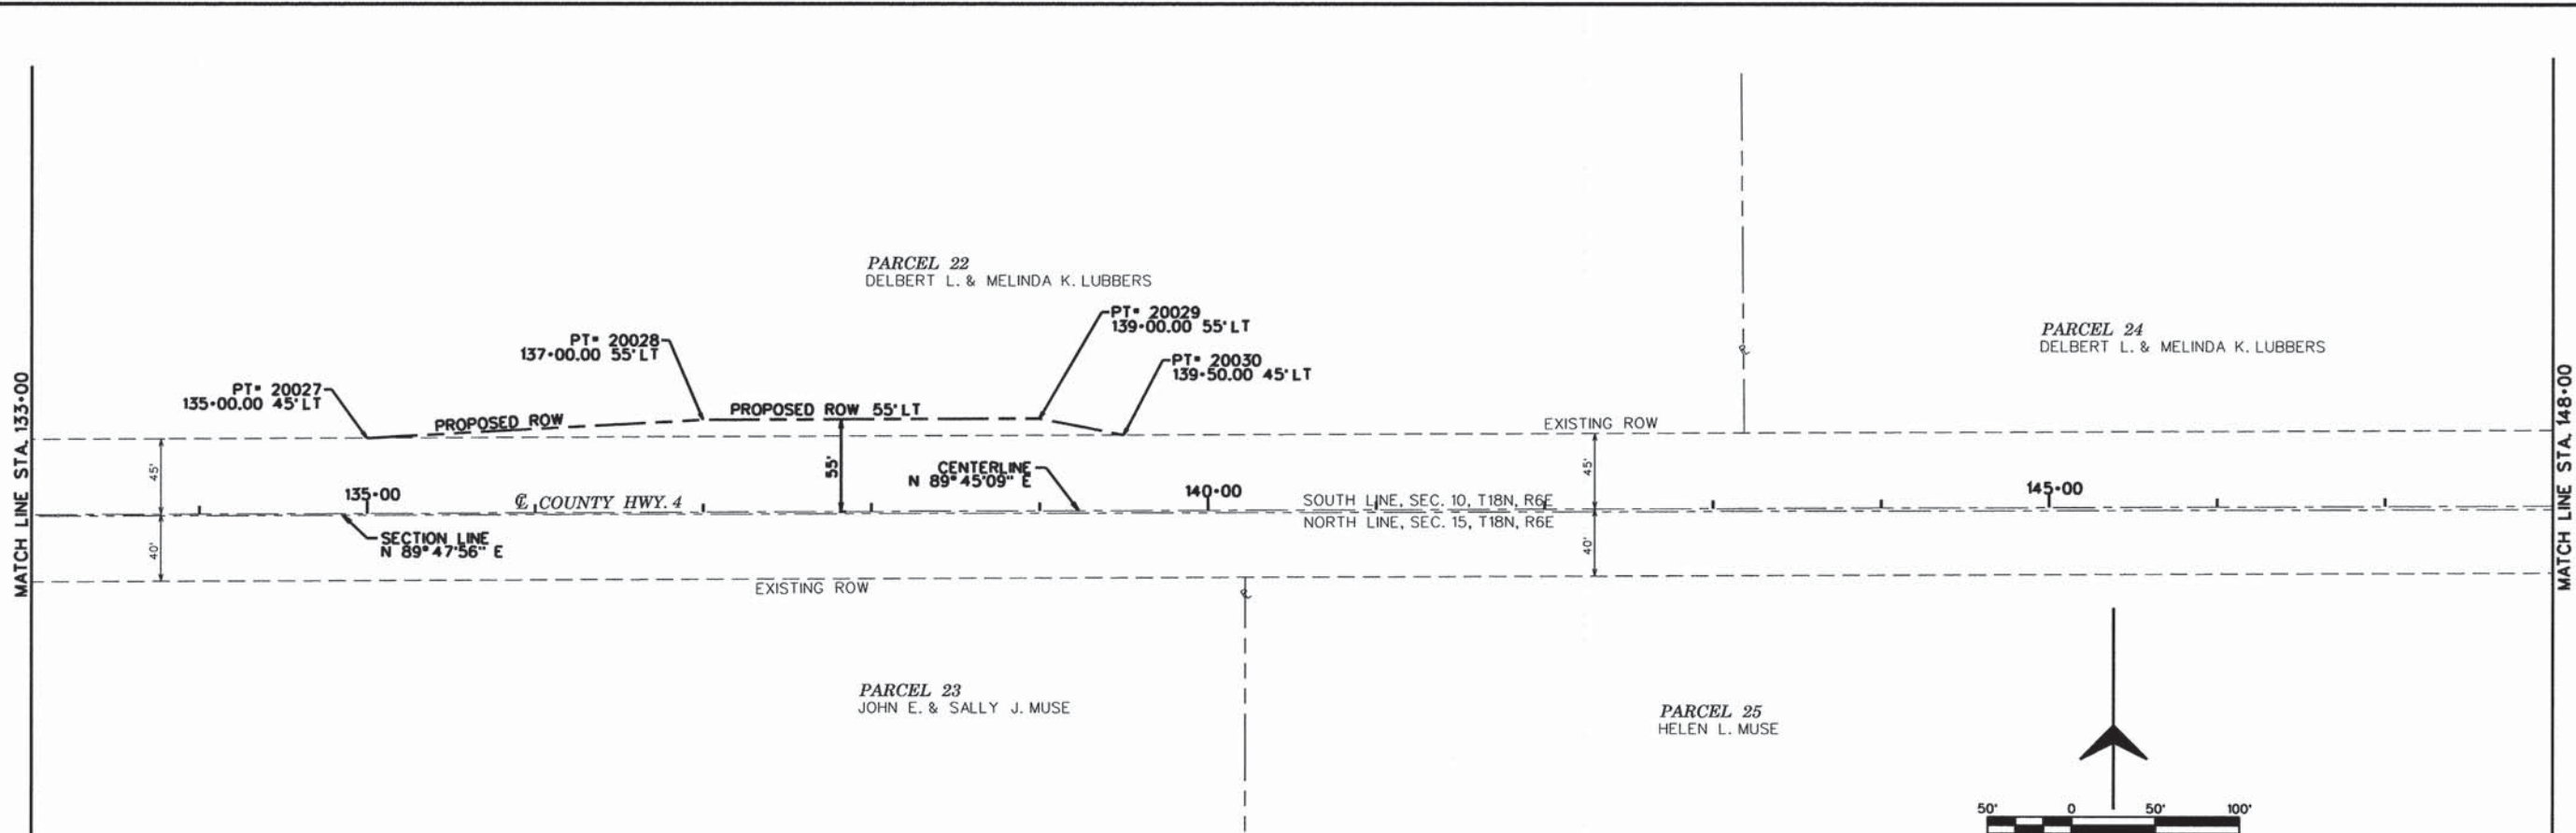 PARCEL 22
DELBERT L. & MELINDA K. LUBBERS
PT# 20029
139+00.00 55' LT
PT# 20028
137+00.00 55' LT
PT# 20030
139+50.00 45' LT
PARCEL 24
DELBERT L. & MELINDA K. LUBBERS
PT# 20027
135+00.00 45' LT
PROPOSED ROW
PROPOSED ROW 55' LT
EXISTING ROW
MATCH LINE STA. 133+00
MATCH LINE STA. 148+00
45'
55'
45'
CENTERLINE
N 89°45'09" E
135+00
℄ COUNTY HWY. 4
140+00
SOUTH LINE, SEC. 10, T18N, R6E
145+00
NORTH LINE, SEC. 15, T18N, R6E
SECTION LINE
N 89°47'56" E
40'
40'
EXISTING ROW
PARCEL 23
JOHN E. & SALLY J. MUSE
PARCEL 25
HELEN L. MUSE
50' 0 50' 100'